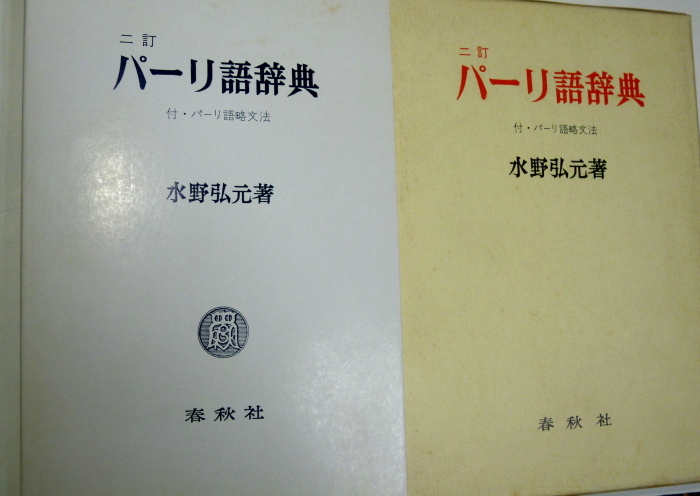 二訂
パーリ語辞典
付・パーリ語略文法
水野弘元著
春秋社
二訂
パーリ語辞典
付・パーリ語略文法
水野弘元著
春秋社